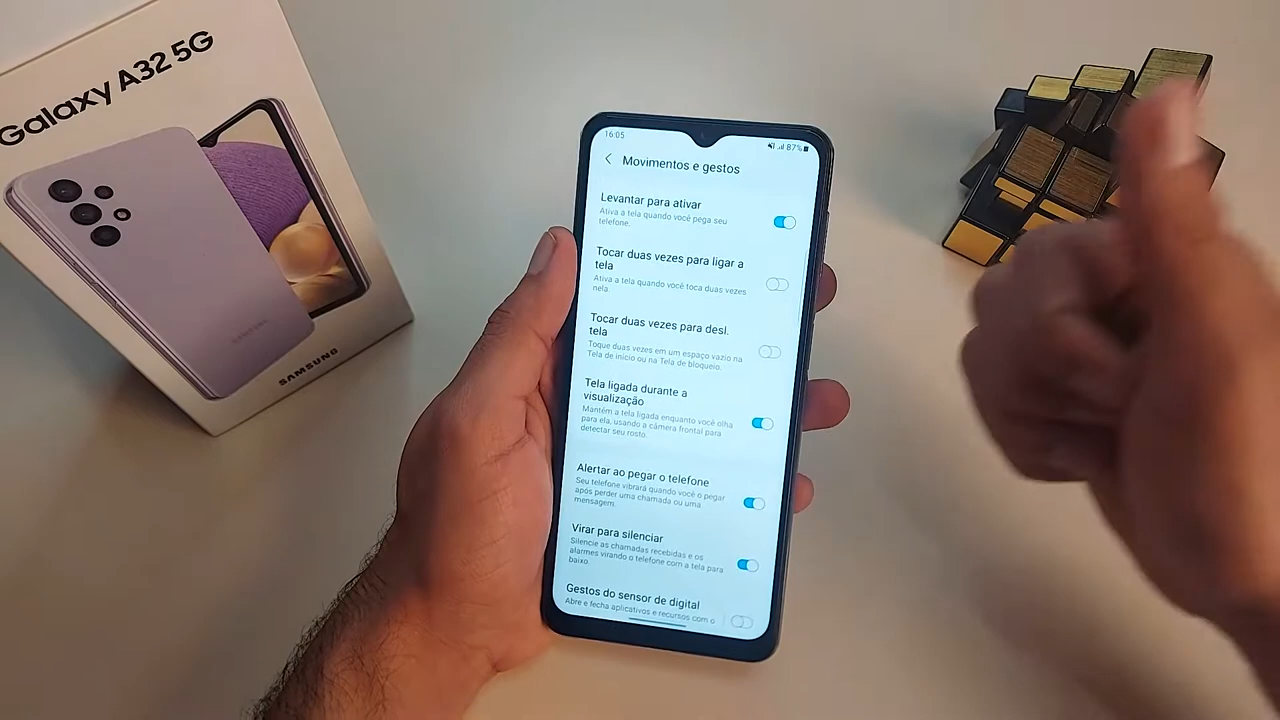 Galaxy A32 5G
SAMSUNG
SAMSUNG
16:05
87%
Movimentos e gestos
Levantar para ativar
Ativa a tela quando você pega seu
telefone.
Tocar duas vezes para ligar a
tela
Ativa a tela quando você toca duas vezes
nela.
Tocar duas vezes para desl.
tela
Toque duas vezes em um espaço vazio na
Tela de início ou na Tela de bloqueio.
Tela ligada durante a
visualização
Mantém a tela ligada enquanto você olha
para ela, usando a câmera frontal para
detectar seu rosto.
Alertar ao pegar o telefone
Seu telefone vibrará quando você o pegar
após perder uma chamada ou uma
mensagem.
Virar para silenciar
Silencie as chamadas recebidas e os
alarmes virando o telefone com a tela para
baixo.
Gestos do sensor de digital
Abre e fecha aplicativos e recursos com o